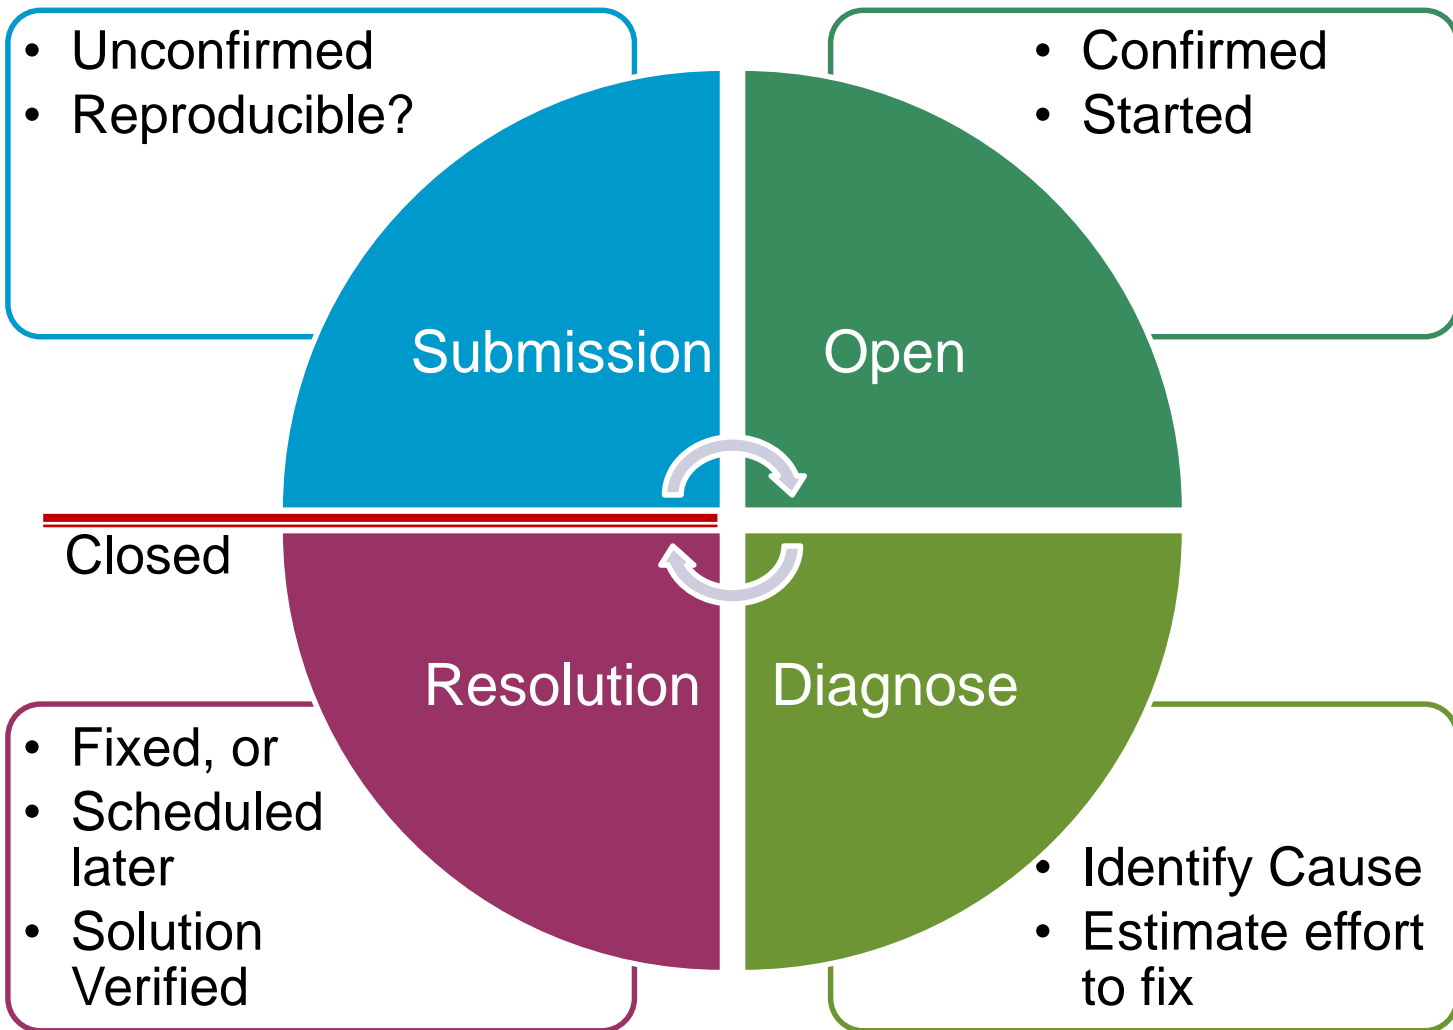 • Unconfirmed
• Reproducible?
• Confirmed
• Started
Submission
Open
Closed
Resolution
Diagnose
• Fixed, or
• Scheduled
later
• Solution
Verified
• Identify Cause
• Estimate effort
to fix